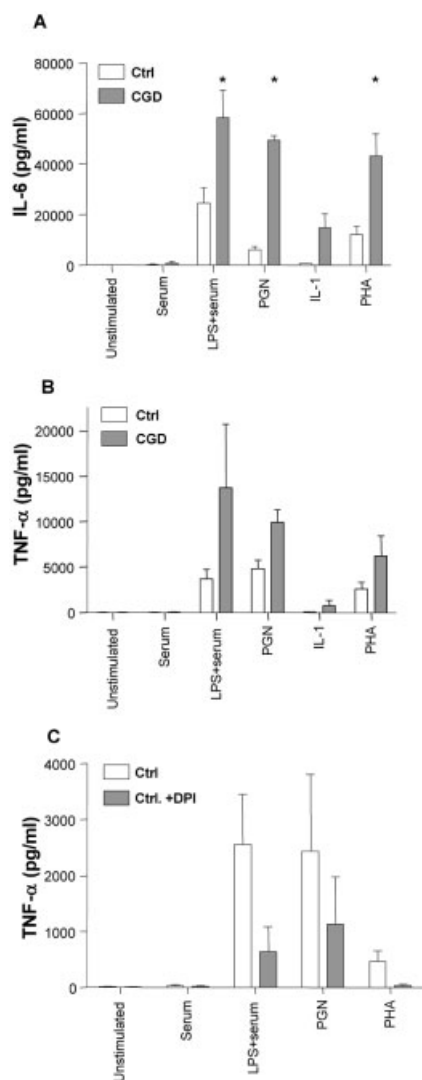 A
80000
60000
40000
20000
0
IL-6 (pg/ml)
Ctrl
CGD
* * *
Unstimulated
Serum
LPS+serum
PGN
IL-1
PHA
B
20000
15000
10000
5000
0
TNF-α (pg/ml)
Ctrl
CGD
Unstimulated
Serum
LPS+serum
PGN
IL-1
PHA
C
4000
3000
2000
1000
0
TNF-α (pg/ml)
Ctrl
Ctrl. +DPI
Unstimulated
Serum
LPS+serum
PGN
PHA